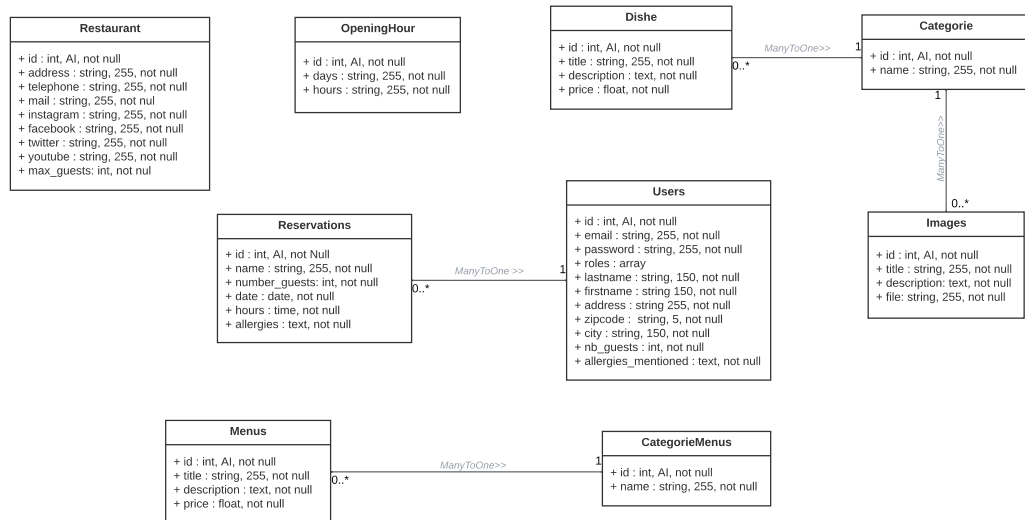 Restaurant
+ id : int, AI, not null
+ address : string, 255, not null
+ telephone : string, 255, not null
+ mail : string, 255, not nul
+ instagram : string, 255, not null
+ facebook : string, 255, not null
+ twitter : string, 255, not null
+ youtube : string, 255, not null
+ max_guests: int, not nul
OpeningHour
+ id : int, AI, not null
+ days : string, 255, not null
+ hours : string, 255, not null
Dishe
+ id : int, AI, not null
+ title : string, 255, not null
+ description : text, not null
+ price : float, not null
ManyToOne>>
0..*
1
Categorie
+ id : int, AI, not null
+ name : string, 255, not null
1
ManyToOne>>
0..*
Images
+ id : int, AI, not null
+ title : string, 255, not null
+ description: text, not null
+ file: string, 255, not null
Reservations
+ id : int, AI, not Null
+ name : string, 255, not null
+ number_guests: int, not null
+ date : date, not null
+ hours : time, not null
+ allergies : text, not null
ManyToOne >>
0..*
1
Users
+ id : int, AI, not null
+ email : string, 255, not null
+ password : string, 255, not null
+ roles : array
+ lastname : string, 150, not null
+ firstname : string 150, not null
+ address : string 255, not null
+ zipcode :  string, 5, not null
+ city : string, 150, not null
+ nb_guests : int, not null
+ allergies_mentioned : text, not null
Menus
+ id : int, AI, not null
+ title : string, 255, not null
+ description : text, not null
+ price : float, not null
ManyToOne>>
0..*
1
CategorieMenus
+ id : int, AI, not null
+ name : string, 255, not null